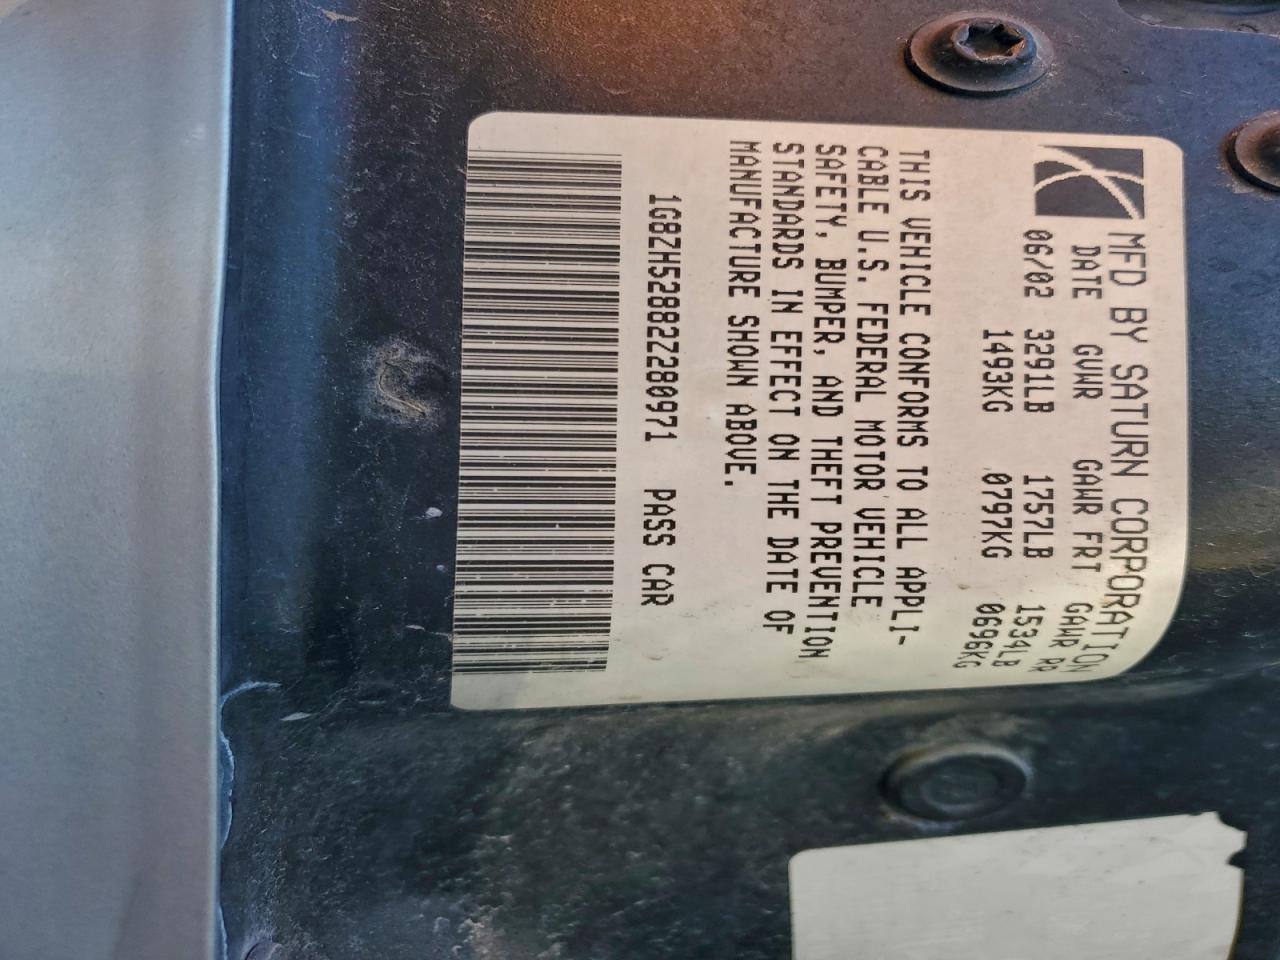 MFD BY SATURN CORPORATION
DATE GVWR GAWR FRT GAWR RR
06/02 3291LB 1757LB 1534LB
1493KG 0797KG 0696KG
THIS VEHICLE CONFORMS TO ALL APPLI-
CABLE U.S. FEDERAL MOTOR VEHICLE
SAFETY, BUMPER, AND THEFT PREVENTION
STANDARDS IN EFFECT ON THE DATE OF
MANUFACTURE SHOWN ABOVE.
1G8ZH52882Z280971 PASS CAR